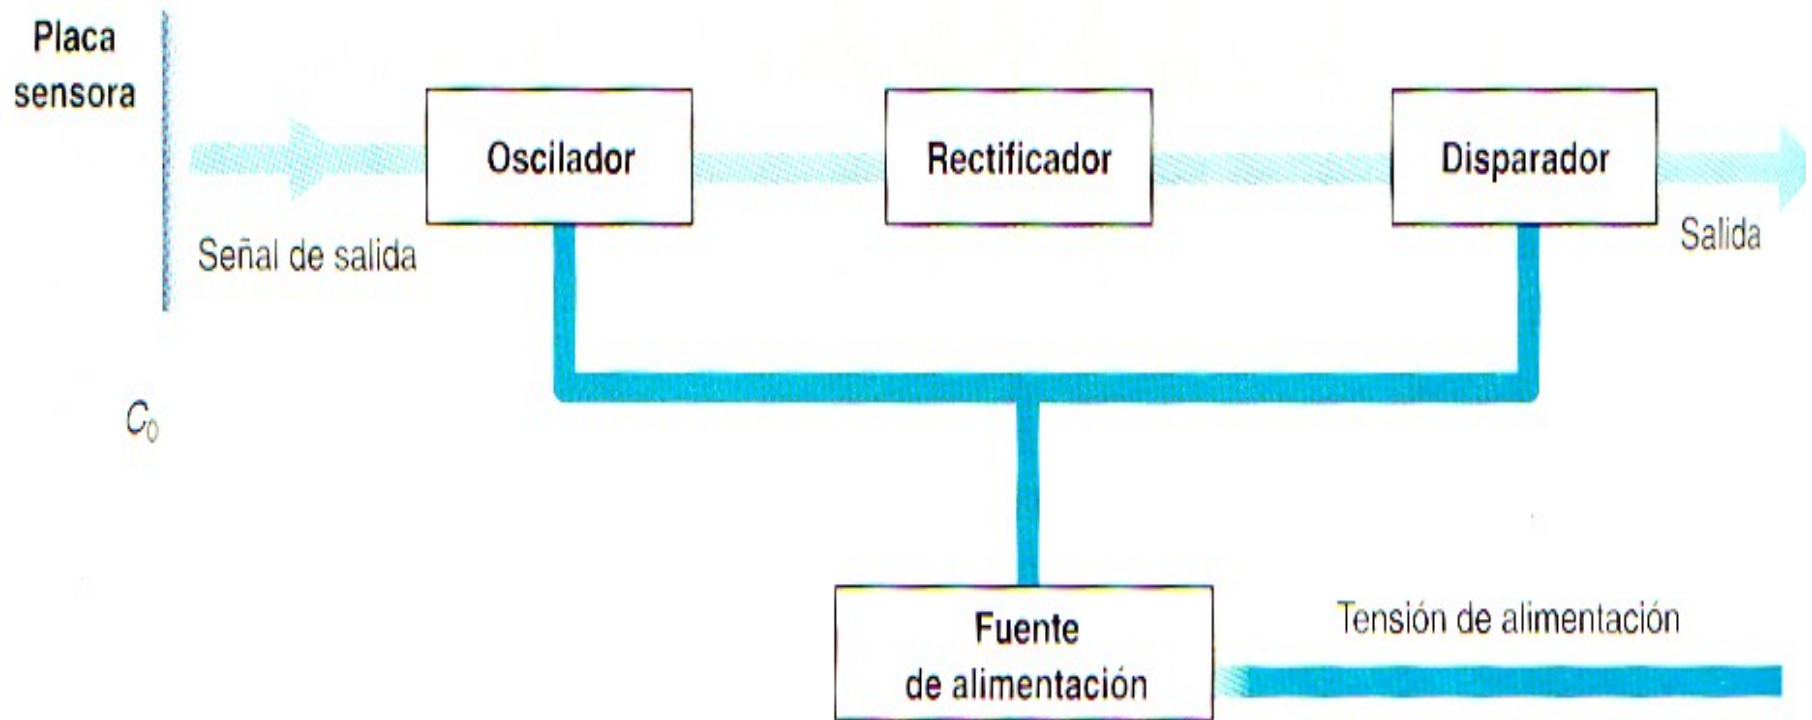 Placa
sensora
Oscilador
Rectificador
Disparador
Señal de salida
Salida
C₀
Fuente
de alimentación
Tensión de alimentación